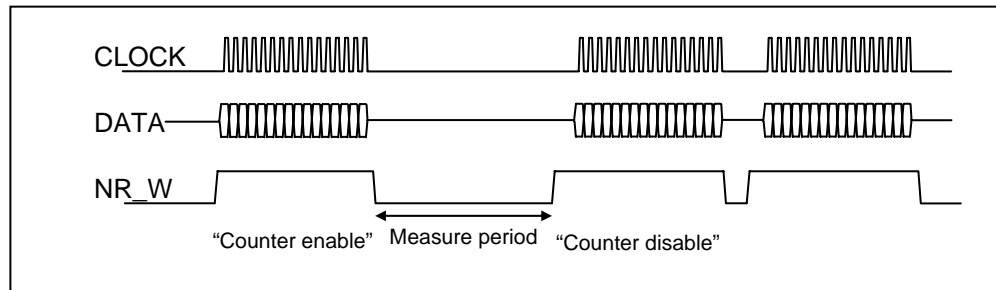 CLOCK
DATA
NR_W
“Counter enable” Measure period “Counter disable”